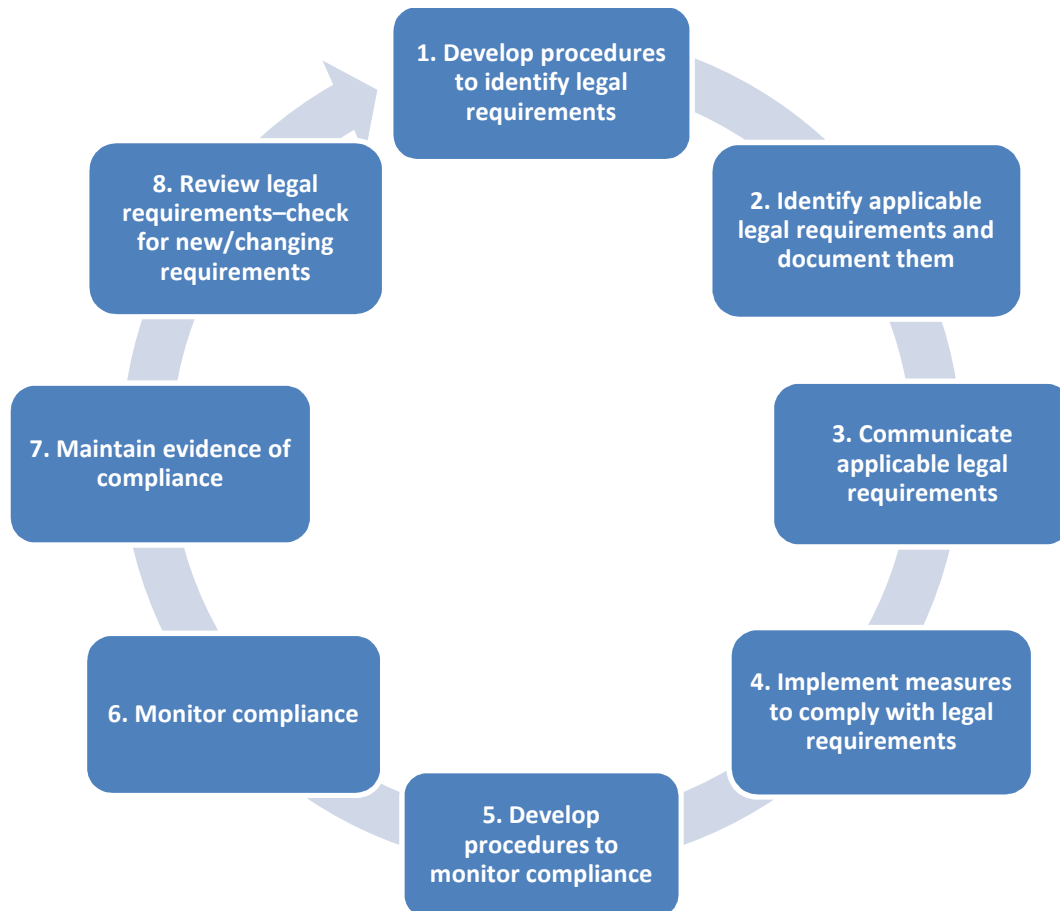 1. Develop procedures
to identify legal
requirements
2. Identify applicable
legal requirements and
document them
3. Communicate
applicable legal
requirements
4. Implement measures
to comply with legal
requirements
5. Develop
procedures to
monitor compliance
6. Monitor compliance
7. Maintain evidence of
compliance
8. Review legal
requirements–check
for new/changing
requirements